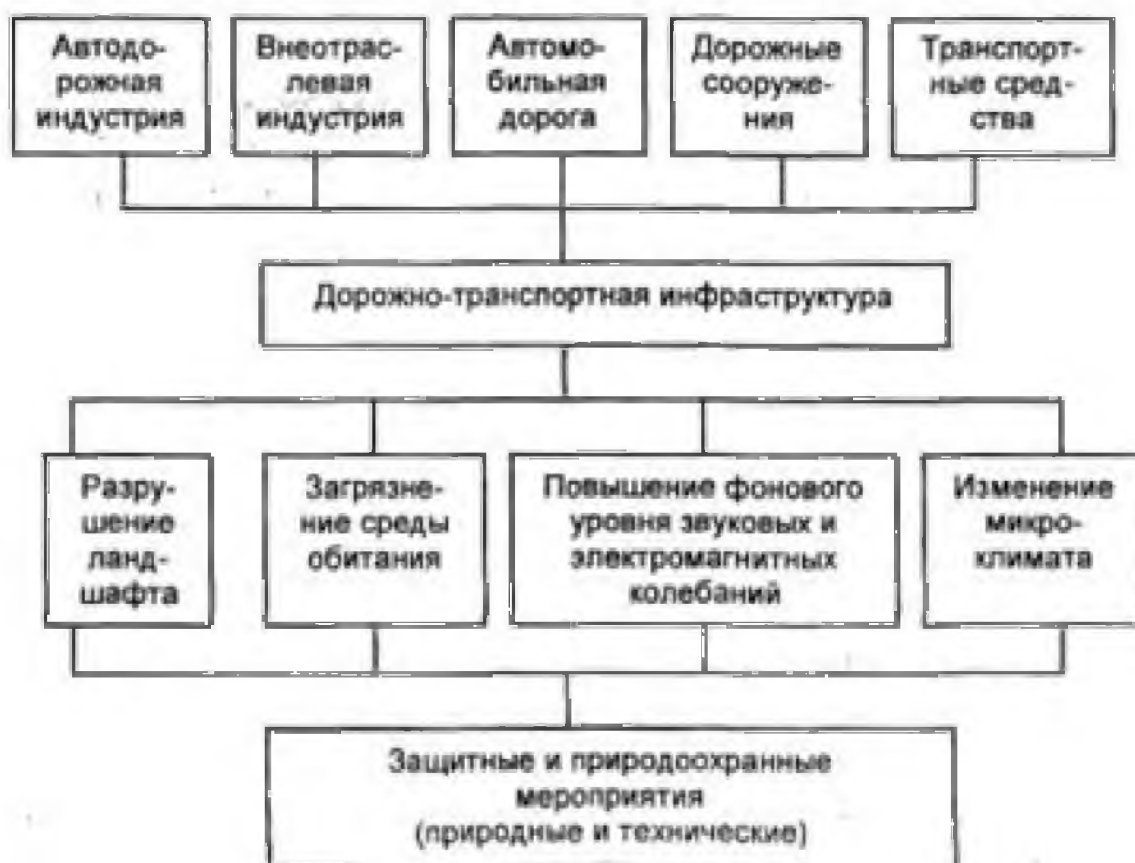 Автодо-
рожная
индустрия
Внеотрас-
левая
индустрия
Автомо-
бильная
дорога
Дорожные
сооруже-
ния
Транспорт-
ные сред-
ства
Дорожно-транспортная инфраструктура
Разру-
шение
ланд-
шафта
Загрязне-
ние среды
обитания
Повышение фонового
уровня звуковых и
электромагнитных
колебаний
Изменение
микро-
климата
Защитные и природоохранные
мероприятия
(природные и технические)